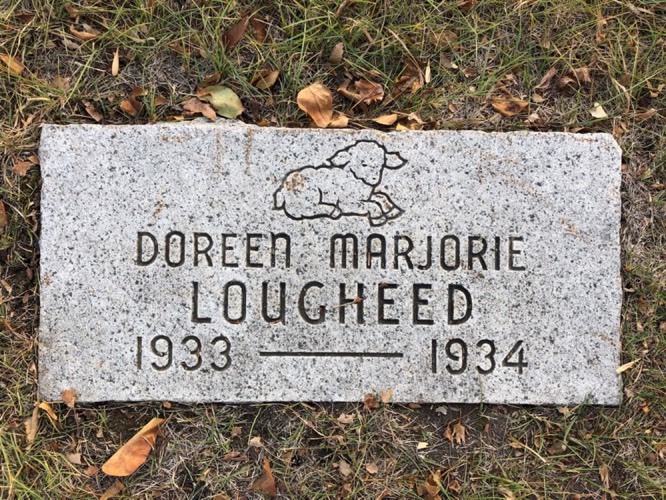 DOREEN MARJORIE
LOUGHEED
1933 — 1934